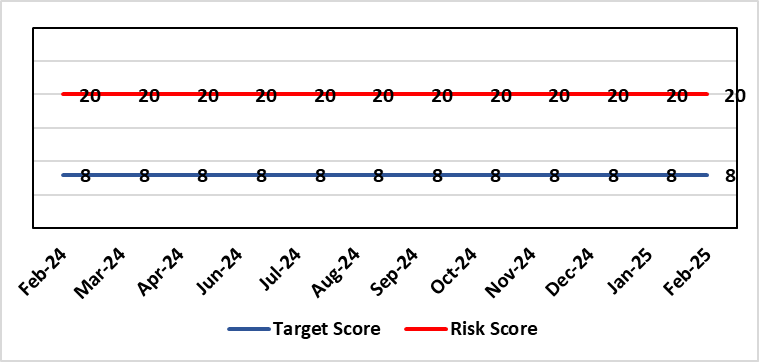 20 20 20 20 20 20 20 20 20 20 20 20
8 8 8 8 8 8 8 8 8 8 8 8
Feb-24 Mar-24 Apr-24 Jun-24 Jul-24 Aug-24 Sep-24 Oct-24 Nov-24 Dec-24 Jan-25 Feb-25
Target Score Risk Score